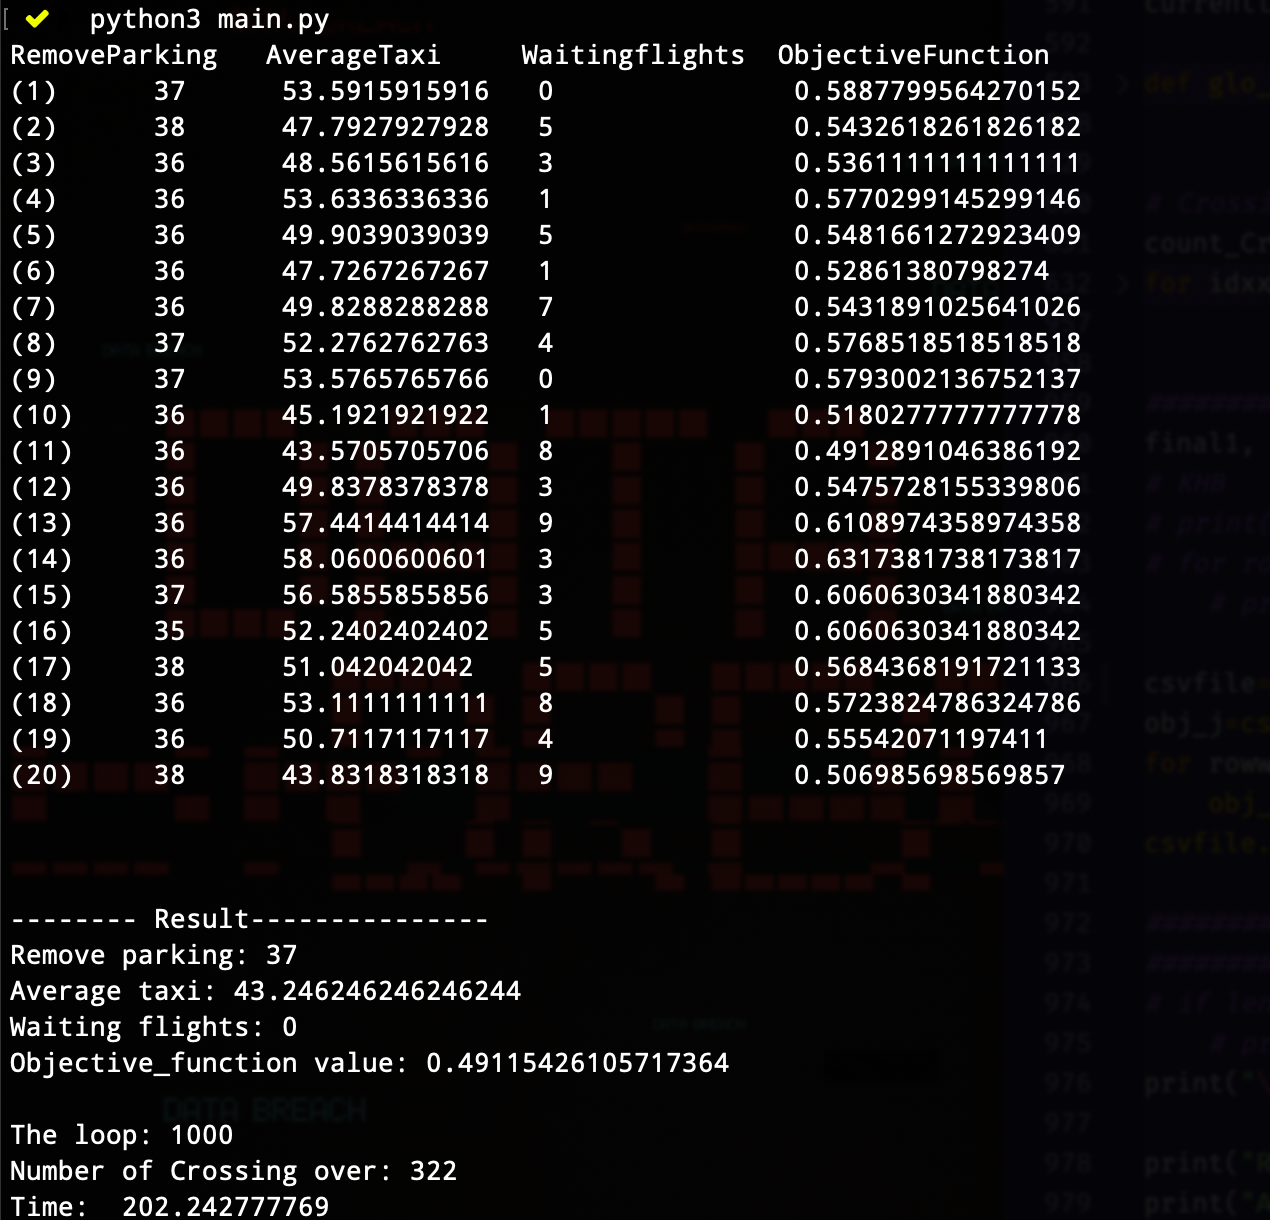 ✔ python3 main.py
RemoveParking AverageTaxi Waitingflights ObjectiveFunction
(1) 37 53.5915915916 0 0.5887799564270152
(2) 38 47.7927927928 5 0.5432618261826182
(3) 36 48.5615615616 3 0.5361111111111111
(4) 36 53.6336336336 1 0.5770299145299146
(5) 36 49.9039039039 5 0.5481661272923409
(6) 36 47.7267267267 1 0.52861380798274
(7) 36 49.8288288288 7 0.5431891025641026
(8) 37 52.2762762763 4 0.5768518518518518
(9) 37 53.5765765766 0 0.5793002136752137
(10) 36 45.1921921922 1 0.5180277777777778
(11) 36 43.5705705706 8 0.4912891046386192
(12) 36 49.8378378378 3 0.5475728155339806
(13) 36 57.4414414414 9 0.6108974358974358
(14) 36 58.0600600601 3 0.6317381738173817
(15) 37 56.5855855856 3 0.6060630341880342
(16) 35 52.2402402402 5 0.6060630341880342
(17) 38 51.042042042 5 0.5684368191721133
(18) 36 53.1111111111 8 0.5723824786324786
(19) 36 50.7117117117 4 0.55542071197411
(20) 38 43.8318318318 9 0.506985698569857
-------- Result---------------
Remove parking: 37
Average taxi: 43.246246246246244
Waiting flights: 0
Objective_function value: 0.49115426105717364
DATA BREACH
The loop: 1000
Number of Crossing over: 322
Time: 202.242777769